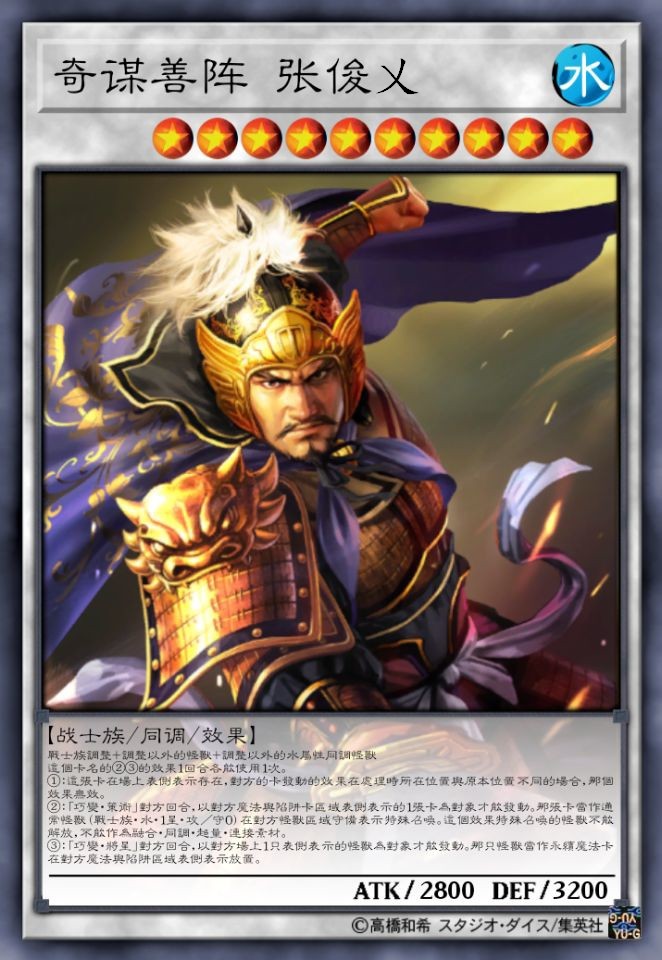 奇谋善阵 张俊乂
水
【战士族/同调/效果】
戰士族調整+調整以外的怪獸+調整以外的水屬性同調怪獸
這個卡名的②③的效果1回合各能使用1次。
①:這張卡在場上表側表示存在,對方的卡發動的效果在處理時所在位置與原本位置不同的場合,那個
效果無效。
②:「巧變·策術」對方回合,以對方魔法與陷阱卡區域表側表示的1張卡為對象才能發動。那張卡當作通
常怪獸(戰士族·水·1星·攻/守0)在對方怪獸區域守備表示特殊召喚。這個效果特殊召喚的怪獸不能
解放,不能作為融合·同調·超量·連接素材。
③:「巧變·將星」對方回合,以對方場上1只表側表示的怪獸為對象才能發動。那只怪獸當作永續魔法卡
在對方魔法與陷阱區域表側表示放置。
ATK/2800 DEF/3200
©高橋和希 スタジオ·ダイス/集英社